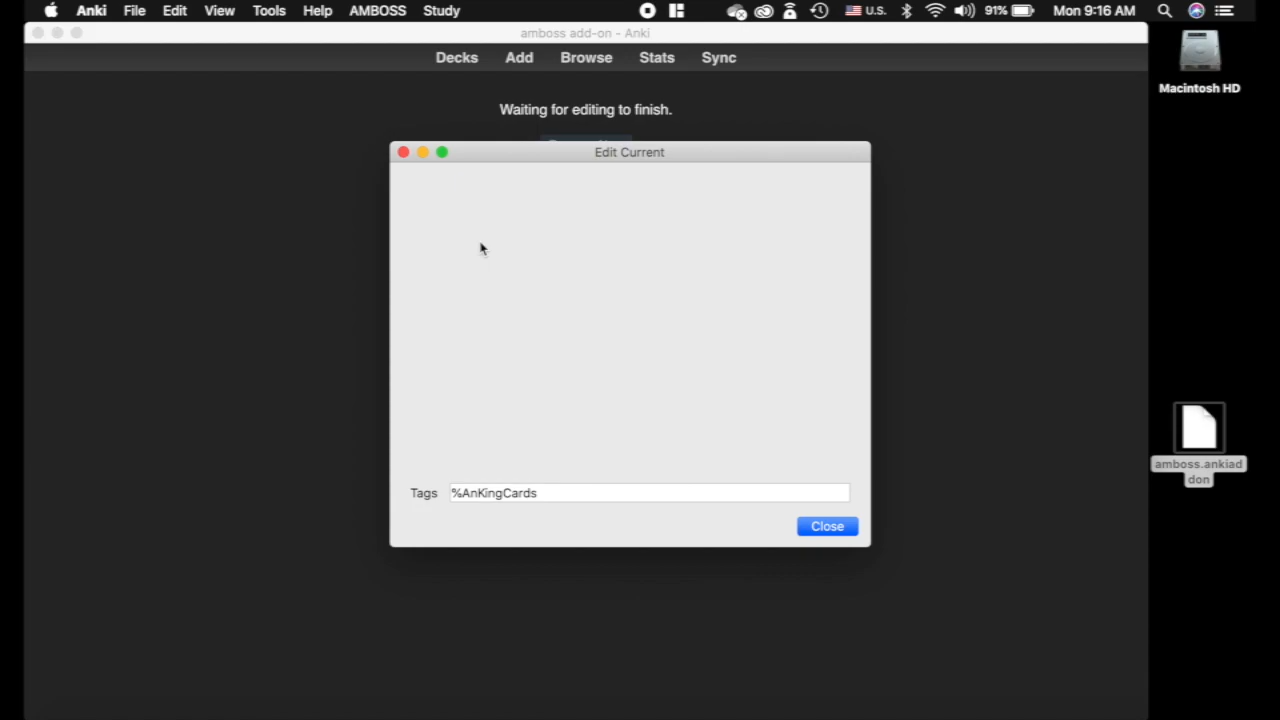 Anki File Edit View Tools Help AMBOSS Study U.S. 91% Mon 9:16 AM
amboss add-on - Anki
Decks Add Browse Stats Sync
Macintosh HD
Waiting for editing to finish.
Edit Current
amboss.ankiad
don
Tags %AnKingCards
Close